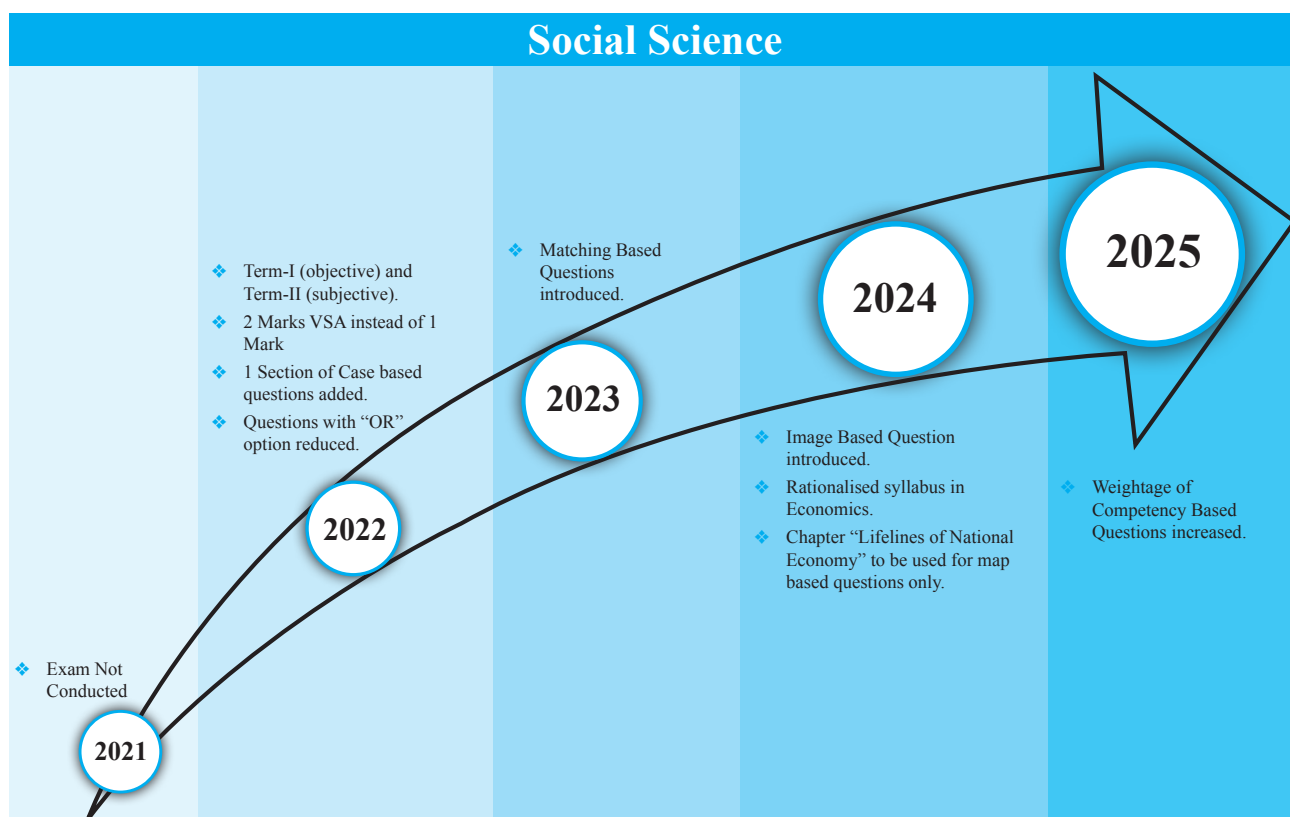 Social Science
Exam Not
Conducted
2021
❖ Term-I (objective) and
Term-II (subjective).
❖ 2 Marks VSA instead of 1
Mark
❖ 1 Section of Case based
questions added.
❖ Questions with “OR”
option reduced.
2022
❖ Matching Based
Questions
introduced.
2023
2024
❖ Image Based Question
introduced.
❖ Rationalised syllabus in
Economics.
❖ Chapter “Lifelines of National
Economy” to be used for map
based questions only.
2025
❖ Weightage of
Competency Based
Questions increased.